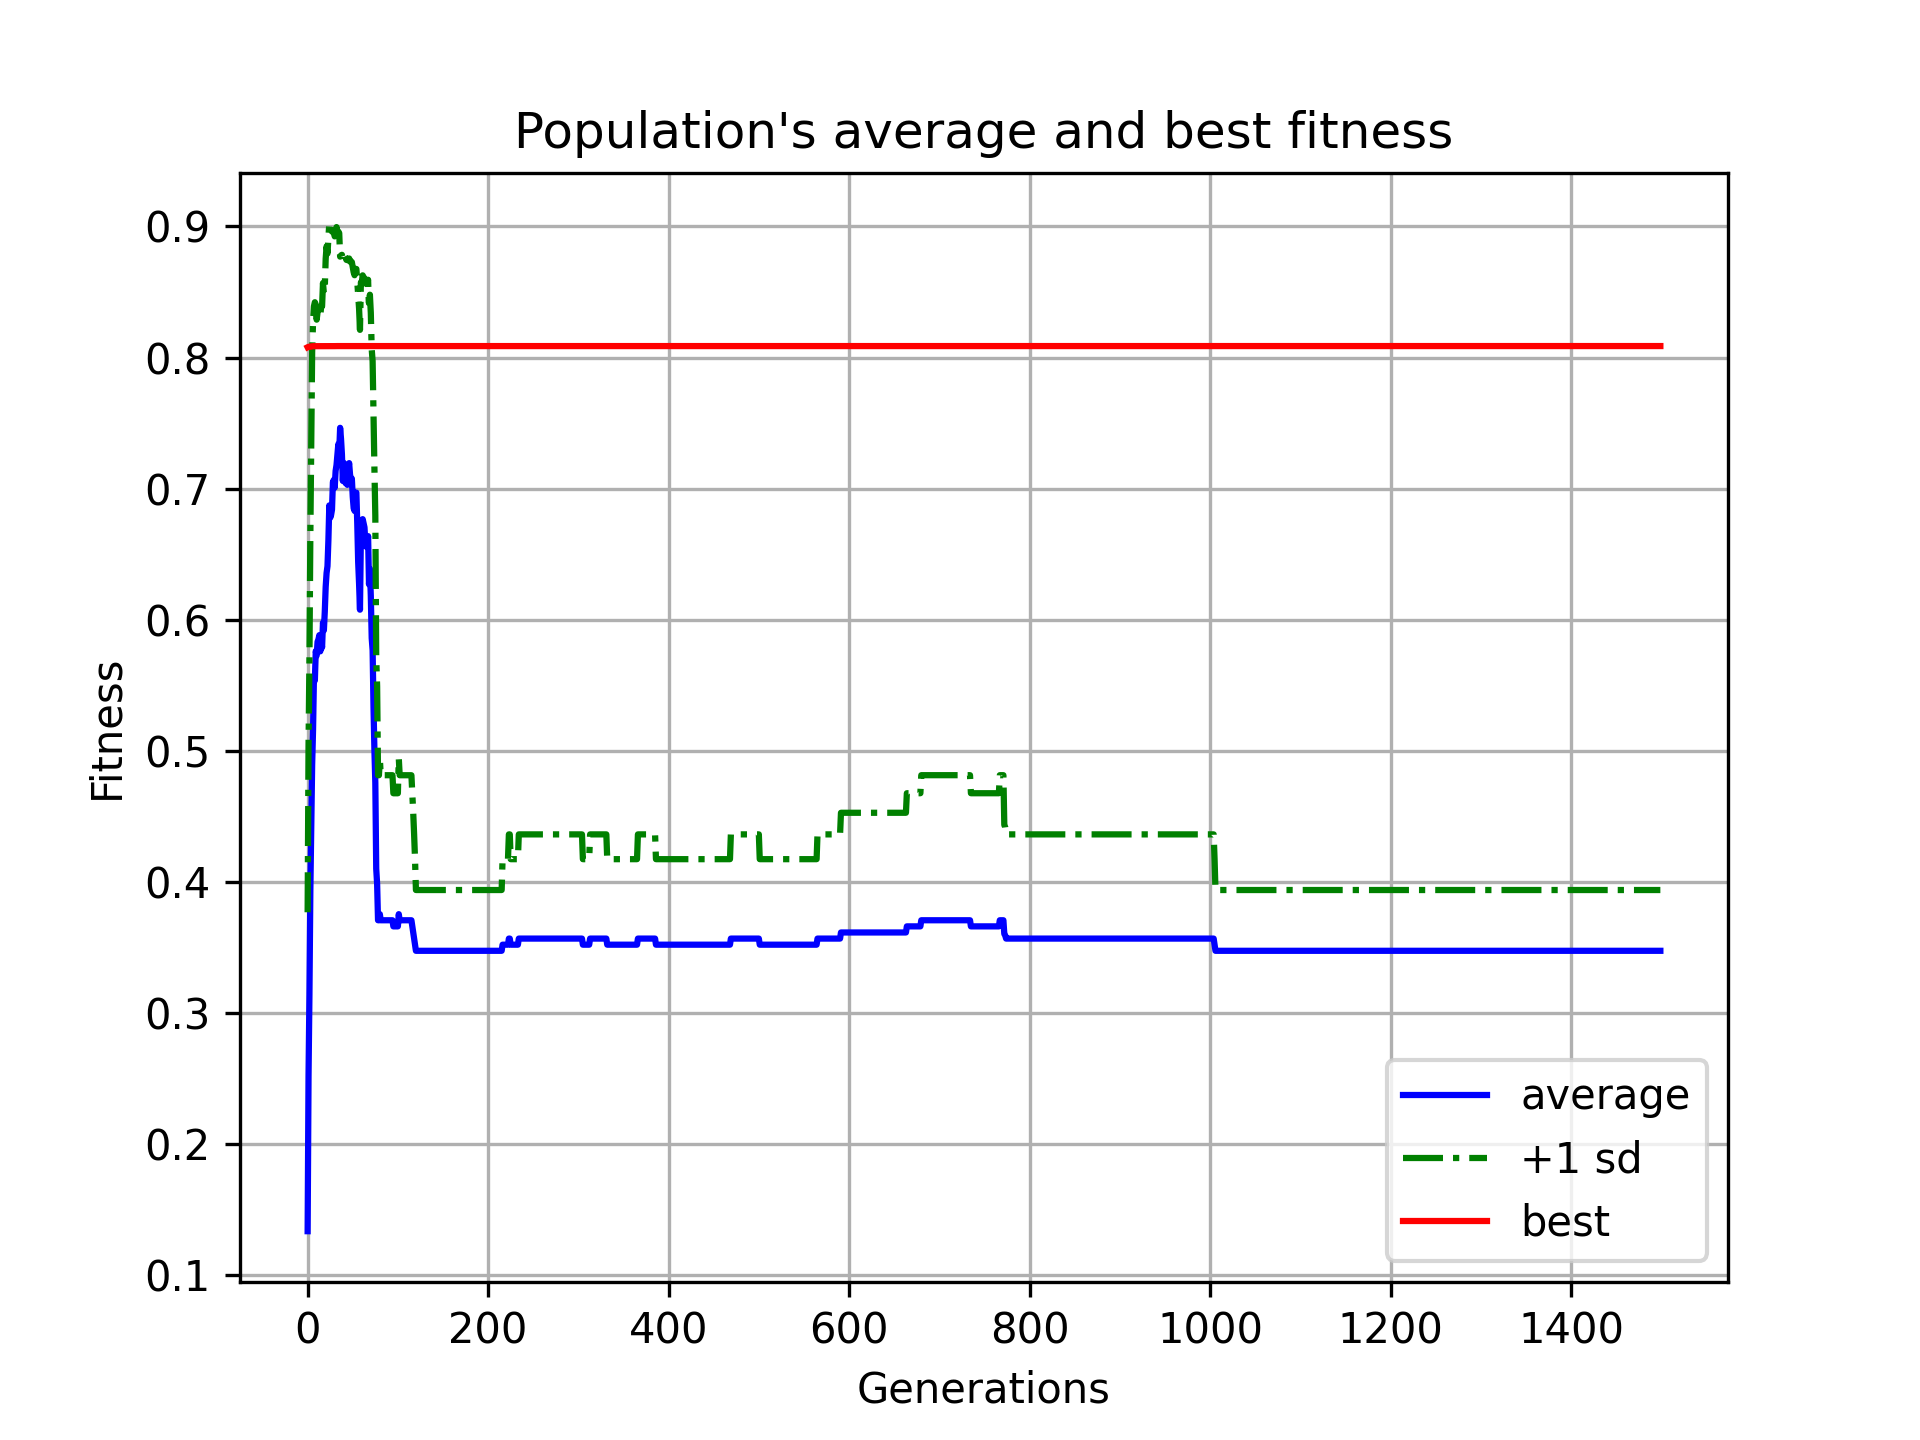 Population's average and best fitness
Fitness
0.9
0.8
0.7
0.6
0.5
0.4
0.3
0.2
0.1
average
+1 sd
best
0 200 400 600 800 1000 1200 1400
Generations